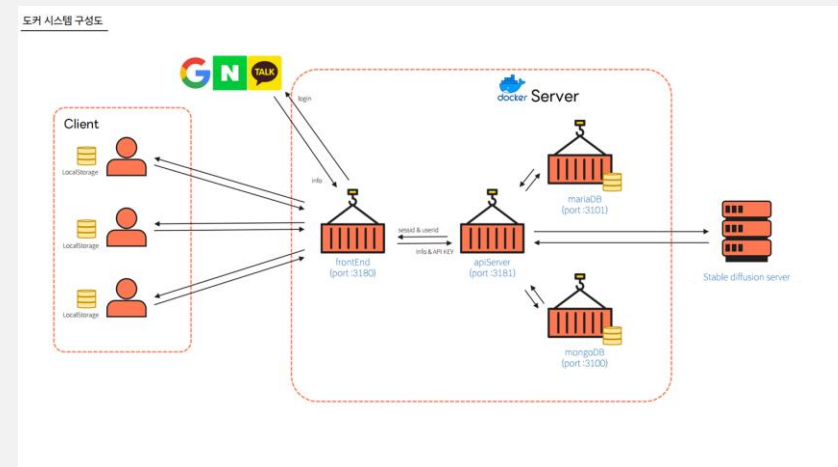 도커 시스템 구성도
G N TALK
login
docker Server
Client
LocalStorage
info
mariaDB
(port :3101)
LocalStorage
sessid & userid
info & API KEY
frontEnd
(port :3180)
apiServer
(port :3181)
Stable diffusion server
LocalStorage
mongoDB
(port :3100)